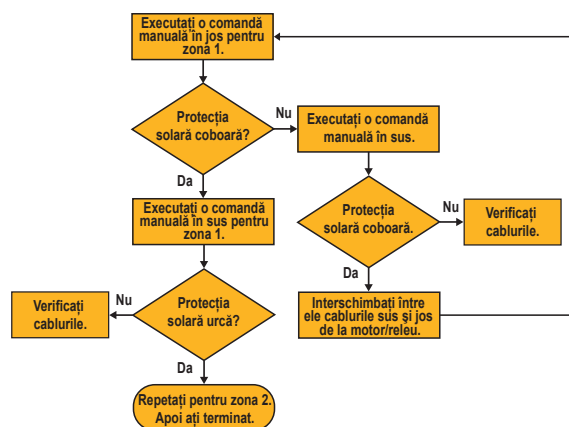 Executați o comandă
manuală în jos pentru
zona 1.
Protecția
solară coboară?
Nu
Executați o comandă
manuală în sus.
Da
Executați o comandă
manuală în sus pentru
zona 1.
Protecția
solară coboară.
Nu
Verificați
cablurile.
Da
Interschimbați între
ele cablurile sus și jos
de la motor/releu.
Protecția
solară urcă?
Nu
Verificați
cablurile.
Da
Repetați pentru zona 2.
Apoi ați terminat.